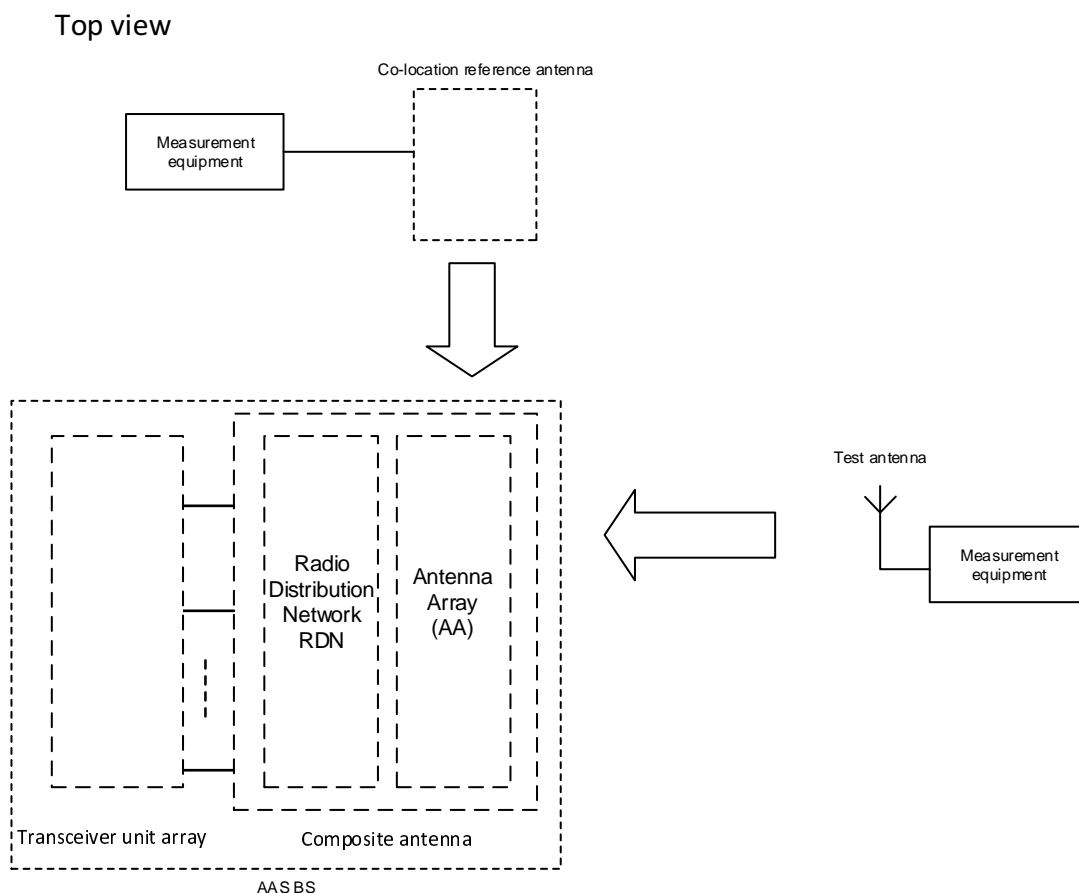 Top view
Co-location reference antenna
Measurement
equipment
Test antenna
Measurement
equipment
Radio
Distribution
Network
RDN
Antenna
Array
(AA)
Transceiver unit array
Composite antenna
AAS BS